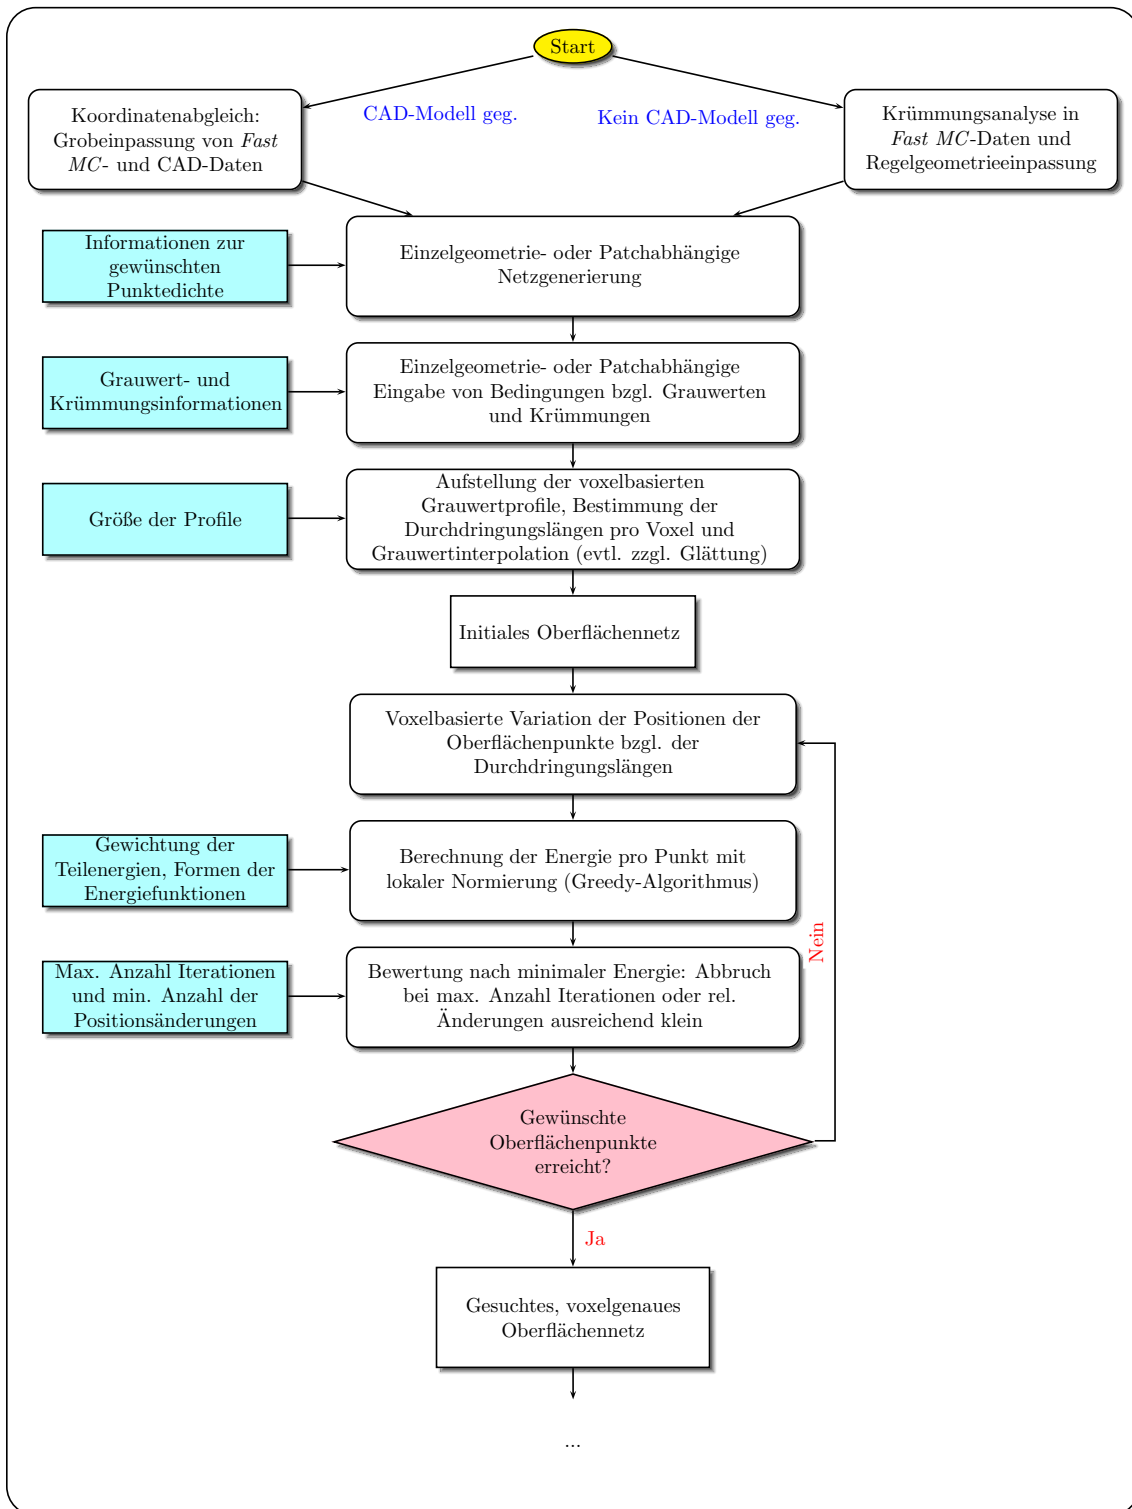 Start
CAD-Modell geg.
Kein CAD-Modell geg.
Koordinatenabgleich:
Grobeinpassung von Fast
MC- und CAD-Daten
Krümmungsanalyse in
Fast MC-Daten und
Regelgeometrieeinpassung
Informationen zur
gewünschten
Punktedichte
Einzelgeometrie- oder Patchabhängige
Netzgenerierung
Grauwert- und
Krümmungsinformationen
Einzelgeometrie- oder Patchabhängige
Eingabe von Bedingungen bzgl. Grauwerten
und Krümmungen
Größe der Profile
Aufstellung der voxelbasierten
Grauwertprofile, Bestimmung der
Durchdringungslängen pro Voxel und
Grauwertinterpolation (evtl. zzgl. Glättung)
Initiales Oberflächennetz
Voxelbasierte Variation der Positionen der
Oberflächenpunkte bzgl. der
Durchdringungslängen
Gewichtung der
Teilenergien, Formen der
Energiefunktionen
Berechnung der Energie pro Punkt mit
lokaler Normierung (Greedy-Algorithmus)
Nein
Max. Anzahl Iterationen
und min. Anzahl der
Positionsänderungen
Bewertung nach minimaler Energie: Abbruch
bei max. Anzahl Iterationen oder rel.
Änderungen ausreichend klein
Gewünschte
Oberflächenpunkte
erreicht?
Ja
Gesuchtes, voxelgenaues
Oberflächennetz
...